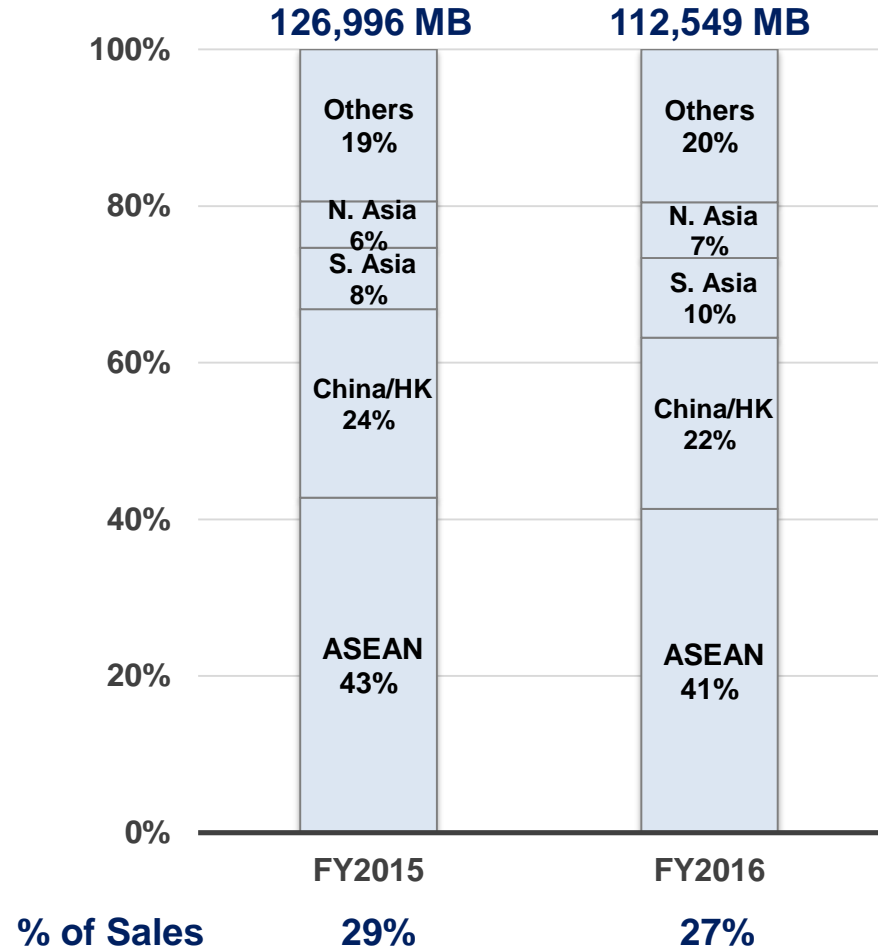 126,996 MB 112,549 MB
100%
80%
60%
40%
20%
0%
Others
19%
N. Asia
6%
S. Asia
8%
China/HK
24%
ASEAN
43%
Others
20%
N. Asia
7%
S. Asia
10%
China/HK
22%
ASEAN
41%
FY2015 FY2016
% of Sales 29% 27%